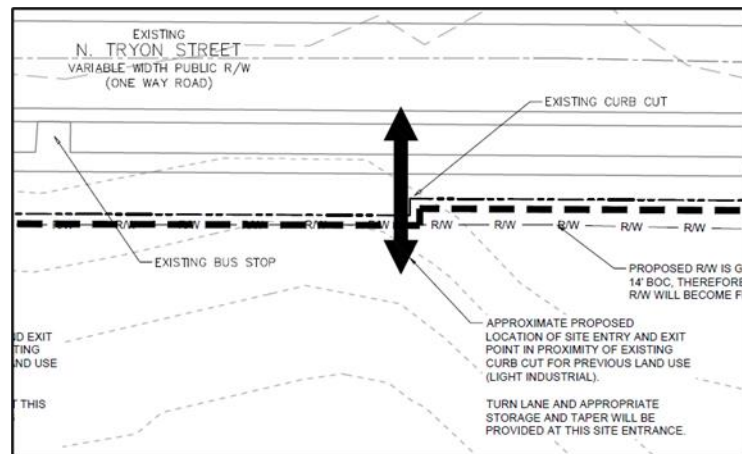 EXISTING
N. TRYON STREET
VARIABLE WIDTH PUBLIC R/W
(ONE WAY ROAD)
EXISTING CURB CUT
R/W R/W R/W R/W R/W R/W R/W R/W R/W R/W R/W
EXISTING BUS STOP
PROPOSED R/W IS G
14' BOC, THEREFORE
R/W WILL BECOME F
ND EXIT
TING
AND USE
T THIS
APPROXIMATE PROPOSED
LOCATION OF SITE ENTRY AND EXIT
POINT IN PROXIMITY OF EXISTING
CURB CUT FOR PREVIOUS LAND USE
(LIGHT INDUSTRIAL).
TURN LANE AND APPROPRIATE
STORAGE AND TAPER WILL BE
PROVIDED AT THIS SITE ENTRANCE.